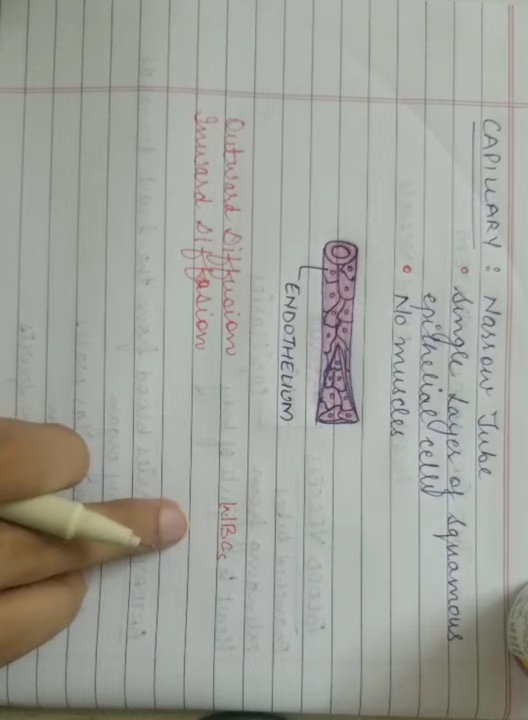 CAPILLARY : Narrow Tube
• Single Layer of Squamous
epithelial cells
• No muscles
ENDOTHELIUM
Outward Diffusion WBCs
Inward Diffusion